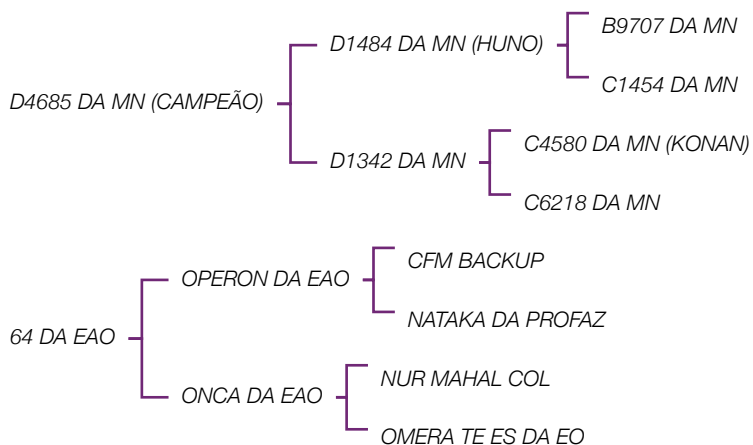 B9707 DA MN
D1484 DA MN (HUNO)
C1454 DA MN
D4685 DA MN (CAMPEÃO)
C4580 DA MN (KONAN)
D1342 DA MN
C6218 DA MN
CFM BACKUP
OPERON DA EAO
NATAKA DA PROFAZ
64 DA EAO
NUR MAHAL COL
ONCA DA EAO
OMERA TE ES DA EO